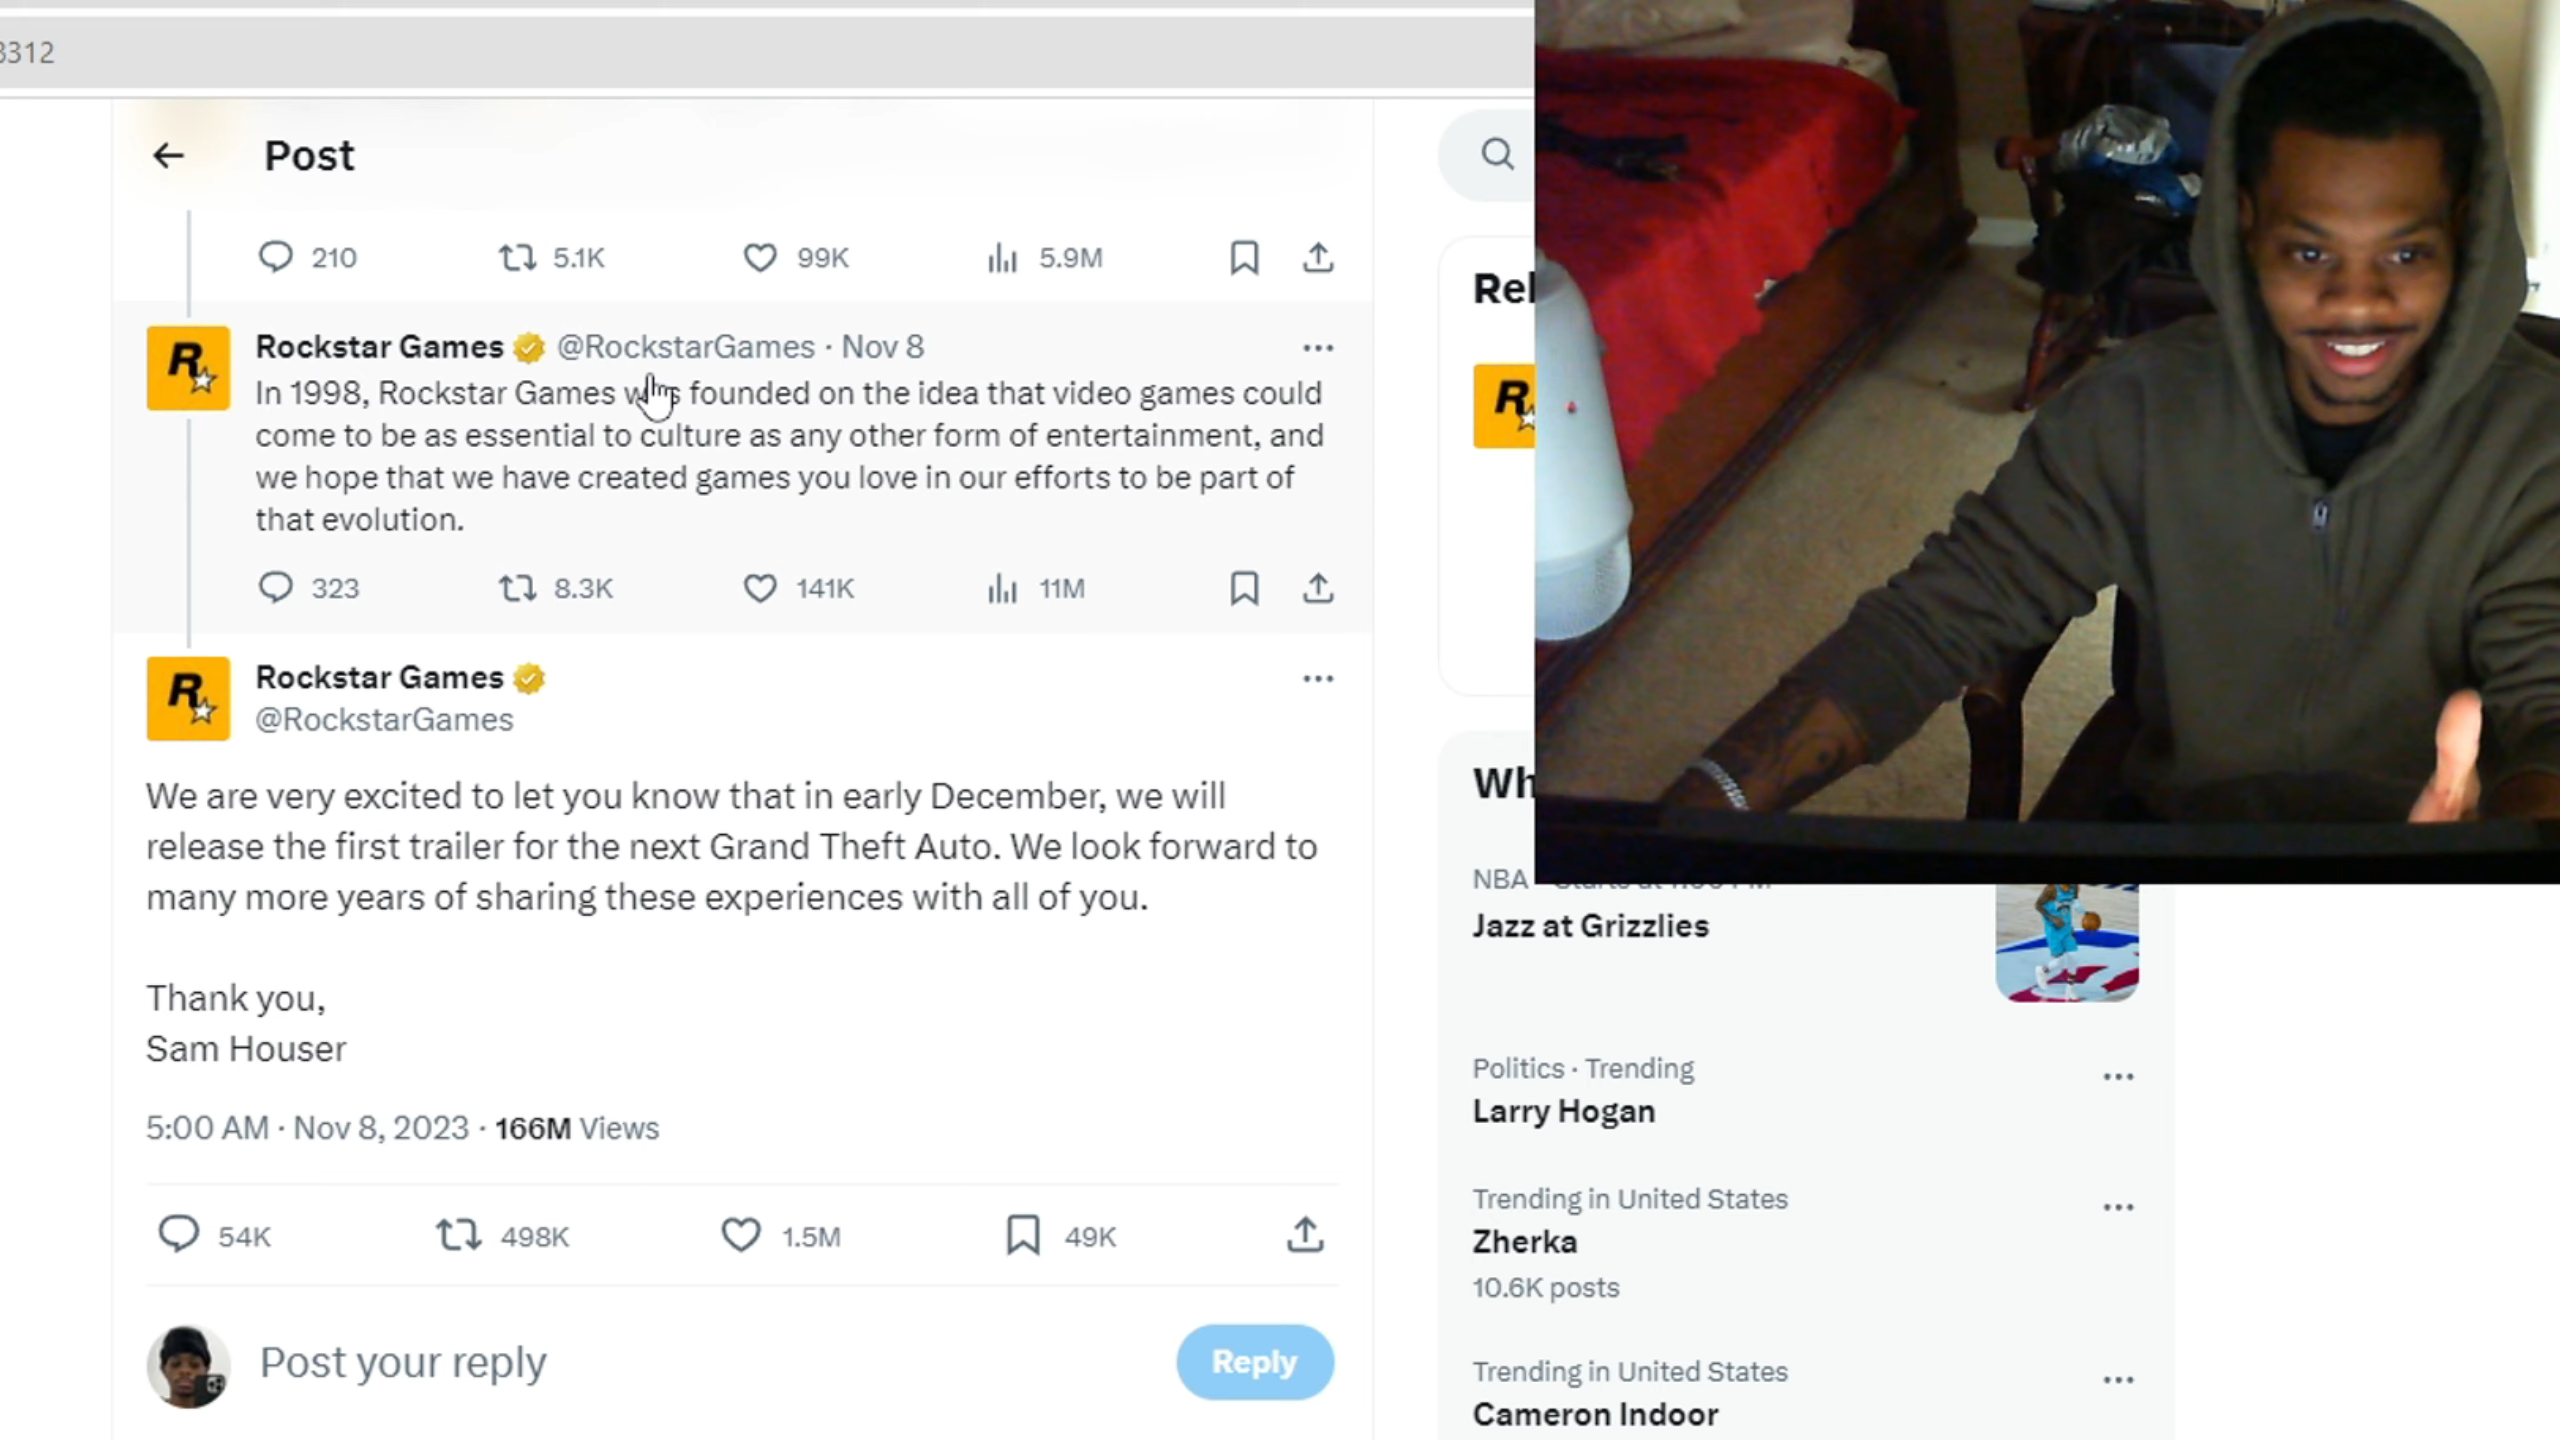 3312
Post
210 5.1K 99K 5.9M
Rockstar Games @RockstarGames · Nov 8
In 1998, Rockstar Games was founded on the idea that video games could
come to be as essential to culture as any other form of entertainment, and
we hope that we have created games you love in our efforts to be part of
that evolution.
323 8.3K 141K 11M
Rockstar Games
@RockstarGames
We are very excited to let you know that in early December, we will
release the first trailer for the next Grand Theft Auto. We look forward to
many more years of sharing these experiences with all of you.
Thank you,
Sam Houser
5:00 AM · Nov 8, 2023 · 166M Views
54K 498K 1.5M 49K
Post your reply
Reply
Rel
Wh
NBA
Jazz at Grizzlies
Politics · Trending
Larry Hogan
Trending in United States
Zherka
10.6K posts
Trending in United States
Cameron Indoor